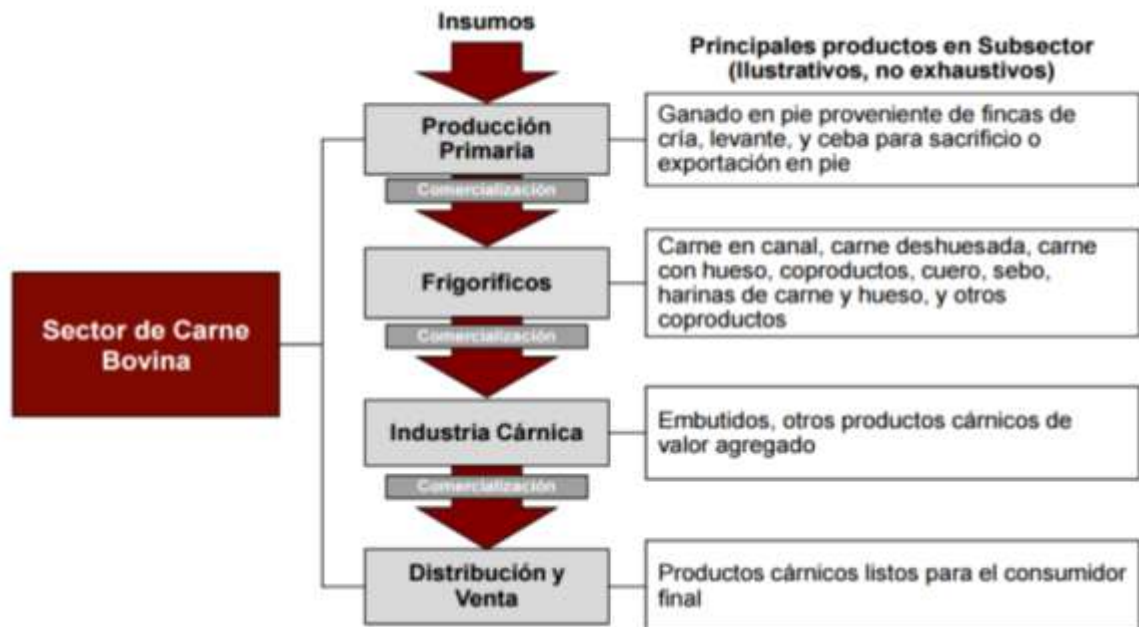 Insumos
Principales productos en Subsector
(Ilustrativos, no exhaustivos)
Producción
Primaria
Ganado en pie proveniente de fincas de
cría, levante, y ceba para sacrificio o
exportación en pie
Comercialización
Sector de Carne
Bovina
Frigorificos
Carne en canal, carne deshuesada, carne
con hueso, coproductos, cuero, sebo,
harinas de carne y hueso, y otros
coproductos
Comercialización
Industria Cárnica
Embutidos, otros productos cárnicos de
valor agregado
Comercialización
Distribución y
Venta
Productos cárnicos listos para el consumidor
final